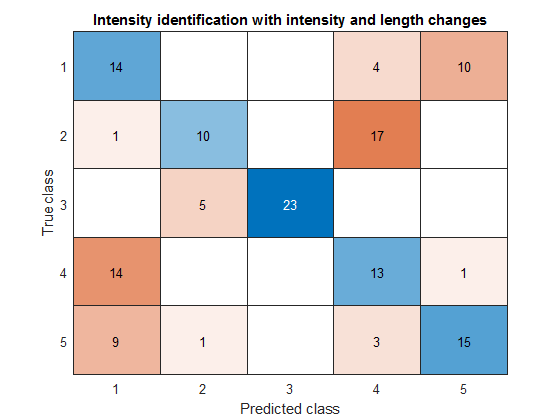 Intensity identification with intensity and length changes
1 14 4 10
2 1 10 17
3 5 23
4 14 13 1
5 9 1 3 15
1 2 3 4 5
Predicted class
True class